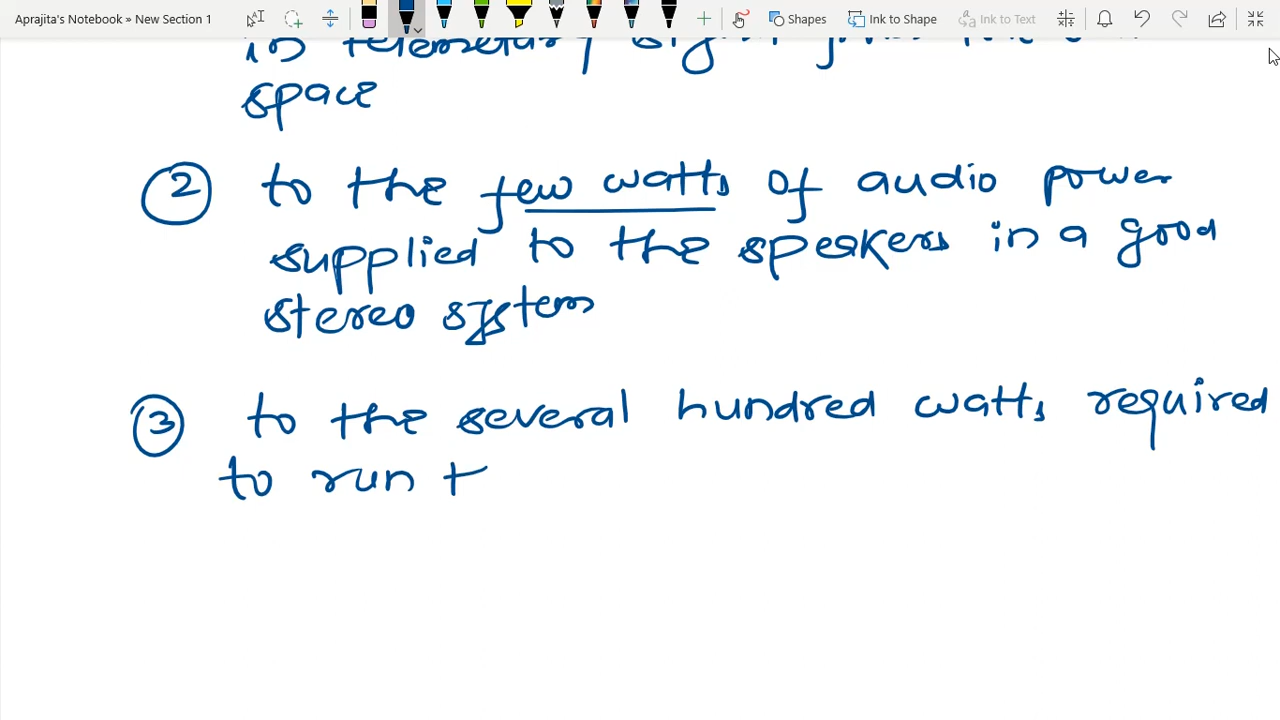 Aprajita's Notebook » New Section 1
Shapes
Ink to Shape
Ink to Text
in telemetary
space
② to the few watts of audio power
supplied to the speakers in a good
stereo system
③ to the several hundred watts required
to run t